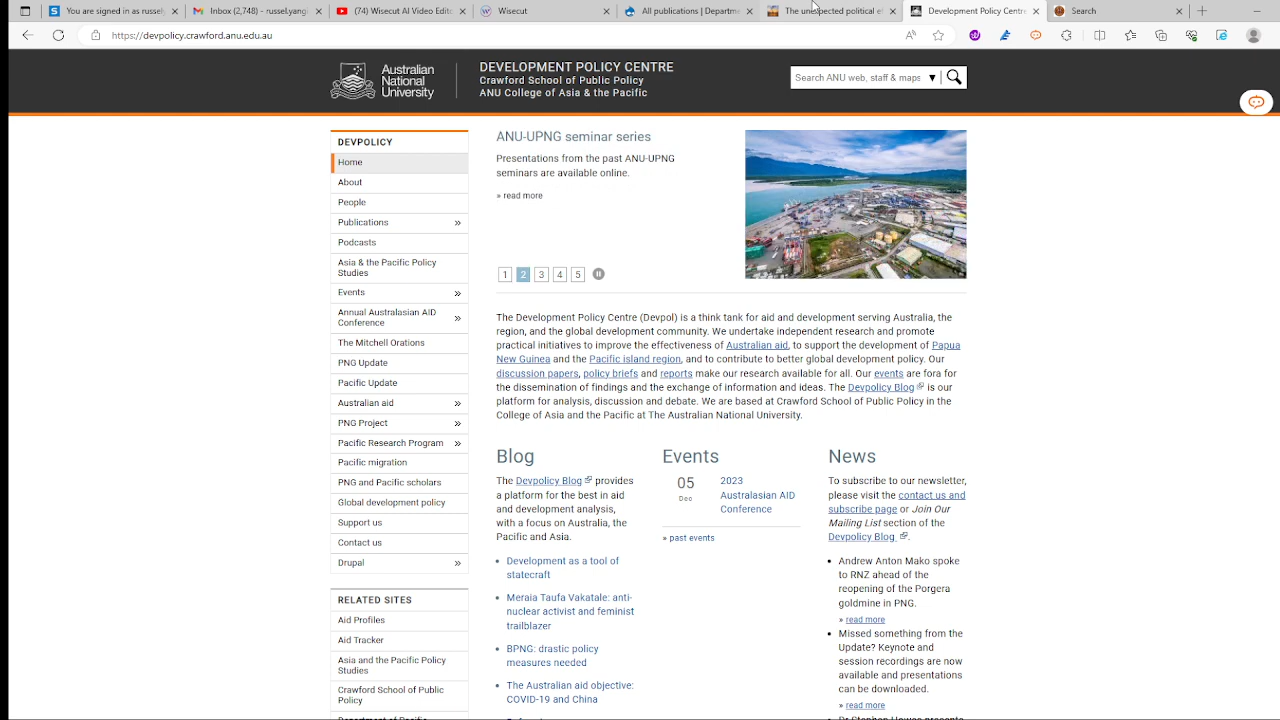 You are signed in as russely
Inbox (2,748) - russel.yangi
(74) Wisecut AI Video Edito
Wisecut
All publications | Departme
The unexpected political ef
Development Policy Centre
Search
https://devpolicy.crawford.anu.edu.au
Australian
National
University
DEVELOPMENT POLICY CENTRE
Crawford School of Public Policy
ANU College of Asia & the Pacific
Search ANU web, staff & maps
DEVPOLICY
Home
About
People
Publications »
Podcasts
Asia & the Pacific Policy
Studies
Events »
Annual Australasian AID
Conference »
The Mitchell Orations
PNG Update
Pacific Update
Australian aid »
PNG Project »
Pacific Research Program »
Pacific migration
PNG and Pacific scholars
Global development policy
Support us
Contact us
Drupal »
RELATED SITES
Aid Profiles
Aid Tracker
Asia and the Pacific Policy
Studies
Crawford School of Public
Policy
Department of Pacific
ANU-UPNG seminar series
Presentations from the past ANU-UPNG
seminars are available online.
» read more
1 2 3 4 5
The Development Policy Centre (Devpol) is a think tank for aid and development serving Australia, the
region, and the global development community. We undertake independent research and promote
practical initiatives to improve the effectiveness of Australian aid, to support the development of Papua
New Guinea and the Pacific island region, and to contribute to better global development policy. Our
discussion papers, policy briefs and reports make our research available for all. Our events are fora for
the dissemination of findings and the exchange of information and ideas. The Devpolicy Blog is our
platform for analysis, discussion and debate. We are based at Crawford School of Public Policy in the
College of Asia and the Pacific at The Australian National University.
Blog
The Devpolicy Blog provides
a platform for the best in aid
and development analysis,
with a focus on Australia, the
Pacific and Asia.
• Development as a tool of
statecraft
• Meraia Taufa Vakatale: anti-
nuclear activist and feminist
trailblazer
• BPNG: drastic policy
measures needed
• The Australian aid objective:
COVID-19 and China
Events
05
Dec
2023
Australasian AID
Conference
» past events
News
To subscribe to our newsletter,
please visit the contact us and
subscribe page or Join Our
Mailing List section of the
Devpolicy Blog .
• Andrew Anton Mako spoke
to RNZ ahead of the
reopening of the Porgera
goldmine in PNG.
» read more
• Missed something from the
Update? Keynote and
session recordings are now
available and presentations
can be downloaded.
» read more
• Dr Stephen Howes presents